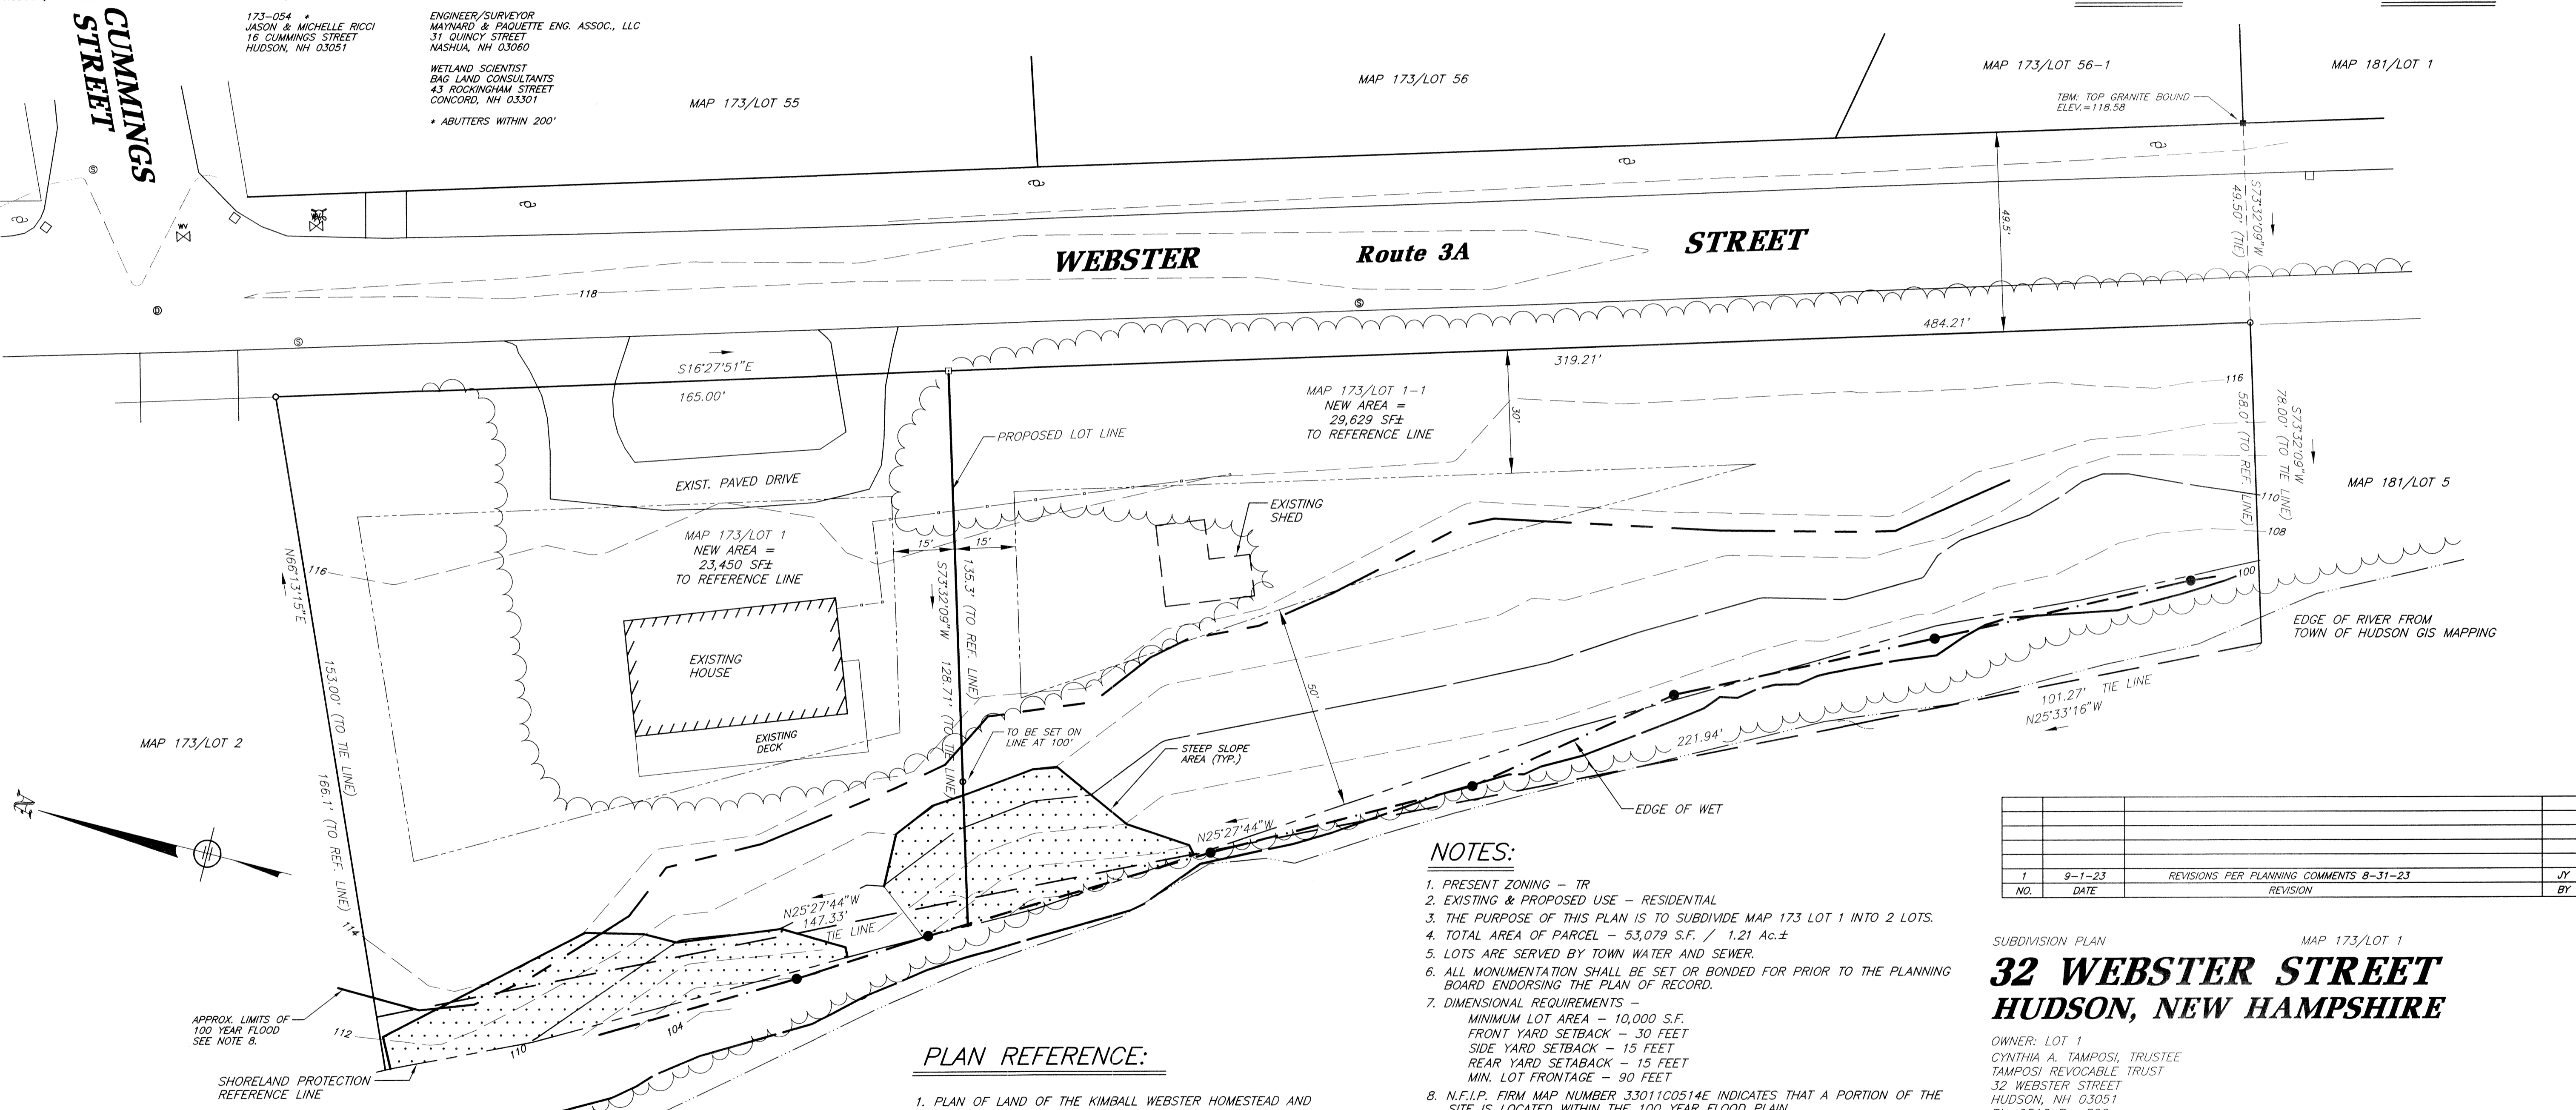 CUMMINGS
STREET
173-054 *
JASON & MICHELLE RICCI
16 CUMMINGS STREET
HUDSON, NH 03051
ENGINEER/SURVEYOR
MAYNARD & PAQUETTE ENG. ASSOC., LLC
31 QUINCY STREET
NASHUA, NH 03060
WETLAND SCIENTIST
BAG LAND CONSULTANTS
43 ROCKINGHAM STREET
CONCORD, NH 03301
* ABUTTERS WITHIN 200'
MAP 173/LOT 55
MAP 173/LOT 56
MAP 173/LOT 56-1
MAP 181/LOT 1
TBM: TOP GRANITE BOUND
ELEV.=118.58
S73°32'09"W
49.50' (TIE)
49.5'
WV
S
D
S
S
WEBSTER Route 3A STREET
118
484.21'
319.21'
S16°27'51"E
165.00'
MAP 173/LOT 1-1
NEW AREA =
29,629 SF±
TO REFERENCE LINE
30'
116
S73°32'09"W
78.00' (TO TIE LINE)
58.0' (TO REF. LINE)
PROPOSED LOT LINE
EXIST. PAVED DRIVE
EXISTING
SHED
MAP 181/LOT 5
110
108
100
MAP 173/LOT 1
NEW AREA =
23,450 SF±
TO REFERENCE LINE
15'
15'
116
N66°13'15"E
153.00' (TO TIE LINE)
166.1' (TO REF. LINE)
135.3' (TO REF. LINE)
S73°32'09"W 128.71' (TO TIE LINE)
EXISTING
HOUSE
EXISTING
DECK
TO BE SET ON
LINE AT 100'
STEEP SLOPE
AREA (TYP.)
50'
EDGE OF RIVER FROM
TOWN OF HUDSON GIS MAPPING
101.27' TIE LINE
N25°33'16"W
221.94'
EDGE OF WET
N25°27'44"W
MAP 173/LOT 2
N25°27'44"W
147.33'
TIE LINE
114
112
110
104
APPROX. LIMITS OF
100 YEAR FLOOD
SEE NOTE 8.
SHORELAND PROTECTION
REFERENCE LINE
PLAN REFERENCE:
1. PLAN OF LAND OF THE KIMBALL WEBSTER HOMESTEAD AND
NOTES:
1. PRESENT ZONING – TR
2. EXISTING & PROPOSED USE – RESIDENTIAL
3. THE PURPOSE OF THIS PLAN IS TO SUBDIVIDE MAP 173 LOT 1 INTO 2 LOTS.
4. TOTAL AREA OF PARCEL – 53,079 S.F. / 1.21 Ac.±
5. LOTS ARE SERVED BY TOWN WATER AND SEWER.
6. ALL MONUMENTATION SHALL BE SET OR BONDED FOR PRIOR TO THE PLANNING
BOARD ENDORSING THE PLAN OF RECORD.
7. DIMENSIONAL REQUIREMENTS –
MINIMUM LOT AREA – 10,000 S.F.
FRONT YARD SETBACK – 30 FEET
SIDE YARD SETBACK – 15 FEET
REAR YARD SETABACK – 15 FEET
MIN. LOT FRONTAGE – 90 FEET
8. N.F.I.P. FIRM MAP NUMBER 33011C0514E INDICATES THAT A PORTION OF THE
SITE IS LOCATED WITHIN THE 100 YEAR FLOOD PLAIN.
1 9-1-23 REVISIONS PER PLANNING COMMENTS 8-31-23 JY
NO. DATE REVISION BY
SUBDIVISION PLAN MAP 173/LOT 1
32 WEBSTER STREET
HUDSON, NEW HAMPSHIRE
OWNER: LOT 1
CYNTHIA A. TAMPOSI, TRUSTEE
TAMPOSI REVOCABLE TRUST
32 WEBSTER STREET
HUDSON, NH 03051